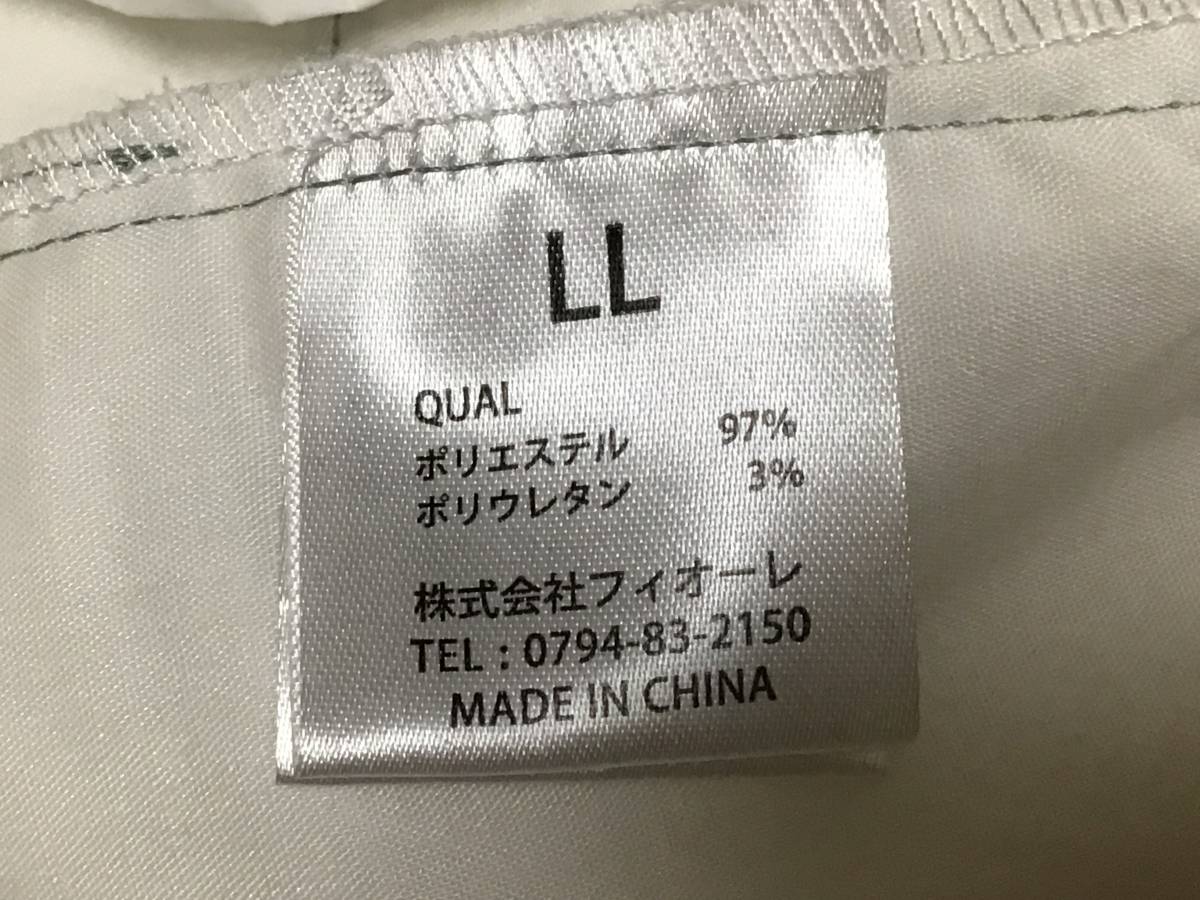 LL
QUAL
ポリエステル 97%
ポリウレタン 3%
株式会社フィオーレ
TEL : 0794-83-2150
MADE IN CHINA